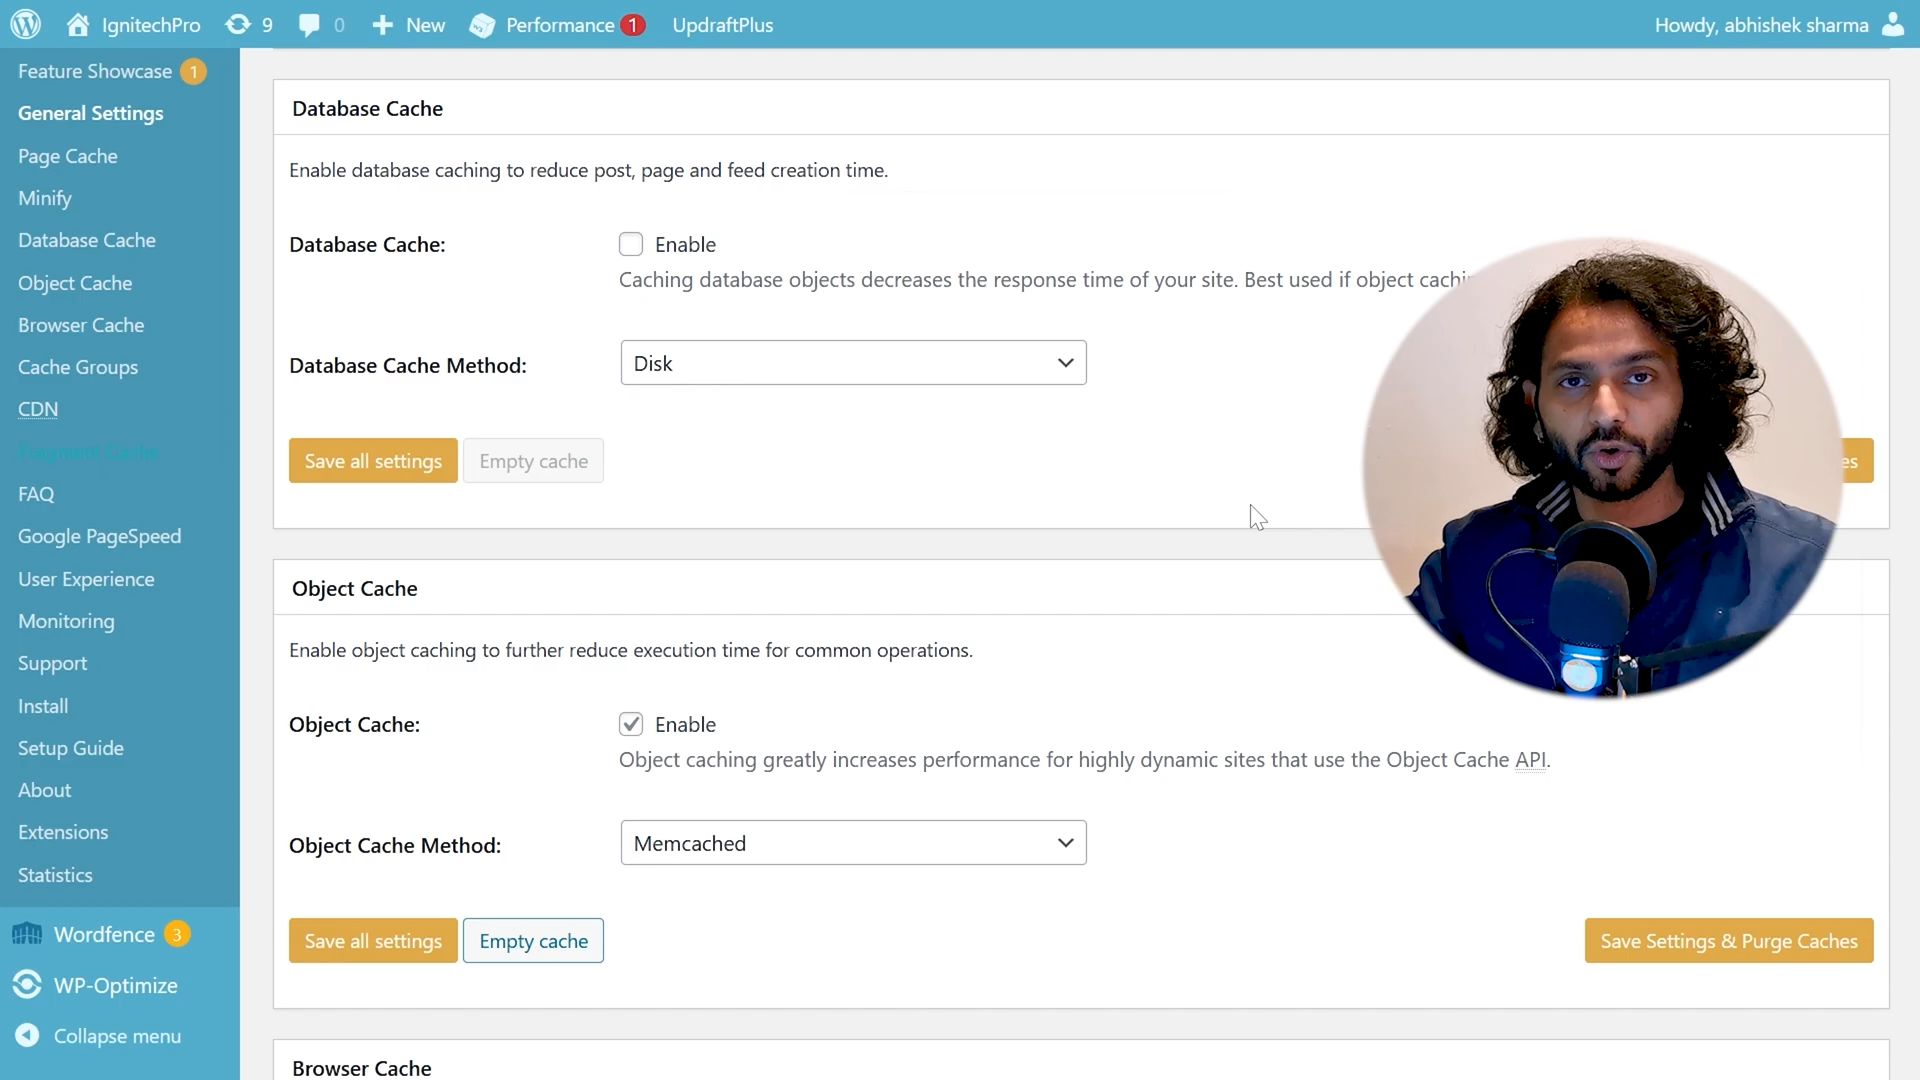 IgnitechPro
9
0
New
Performance 1
UpdraftPlus
Howdy, abhishek sharma
Feature Showcase 1
General Settings
Page Cache
Minify
Database Cache
Object Cache
Browser Cache
Cache Groups
CDN
Fragment Cache
FAQ
Google PageSpeed
User Experience
Monitoring
Support
Install
Setup Guide
About
Extensions
Statistics
Wordfence 3
WP-Optimize
Collapse menu
Database Cache
Enable database caching to reduce post, page and feed creation time.
Database Cache:
Enable
Caching database objects decreases the response time of your site. Best used if object
Database Cache Method:
Disk
Save all settings
Empty cache
Object Cache
Enable object caching to further reduce execution time for common operations.
Object Cache:
Enable
Object caching greatly increases performance for highly dynamic sites that use the Object Cache API.
Object Cache Method:
Memcached
Save all settings
Empty cache
Save Settings & Purge Caches
Browser Cache